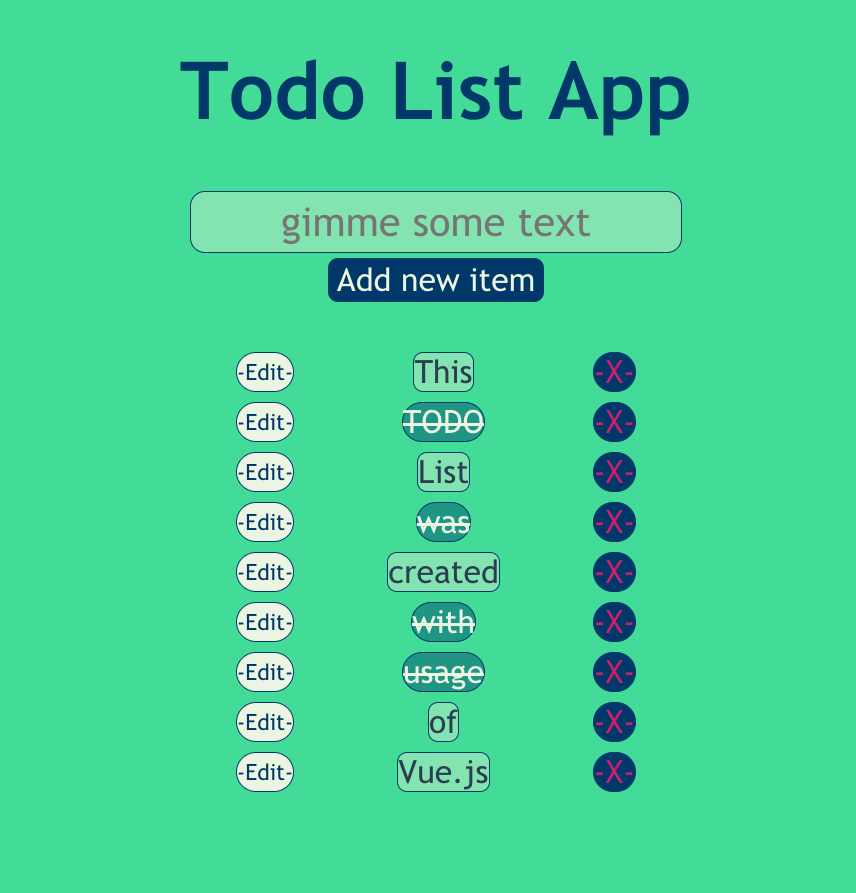 Todo List App
gimme some text
Add new item
-Edit- This -X-
-Edit- TODO -X-
-Edit- List -X-
-Edit- was -X-
-Edit- created -X-
-Edit- with -X-
-Edit- usage -X-
-Edit- of -X-
-Edit- Vue.js -X-